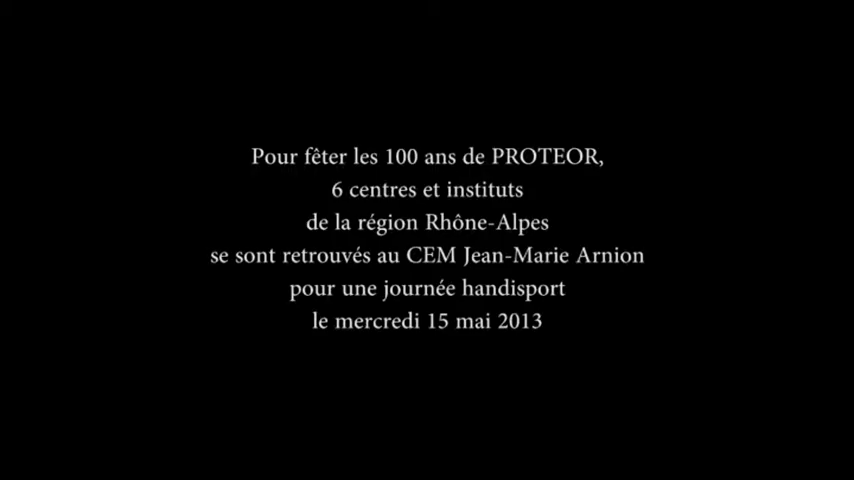 Pour fêter les 100 ans de PROTEOR,
6 centres et instituts
de la région Rhône-Alpes
se sont retrouvés au CEM Jean-Marie Arnion
pour une journée handisport
le mercredi 15 mai 2013